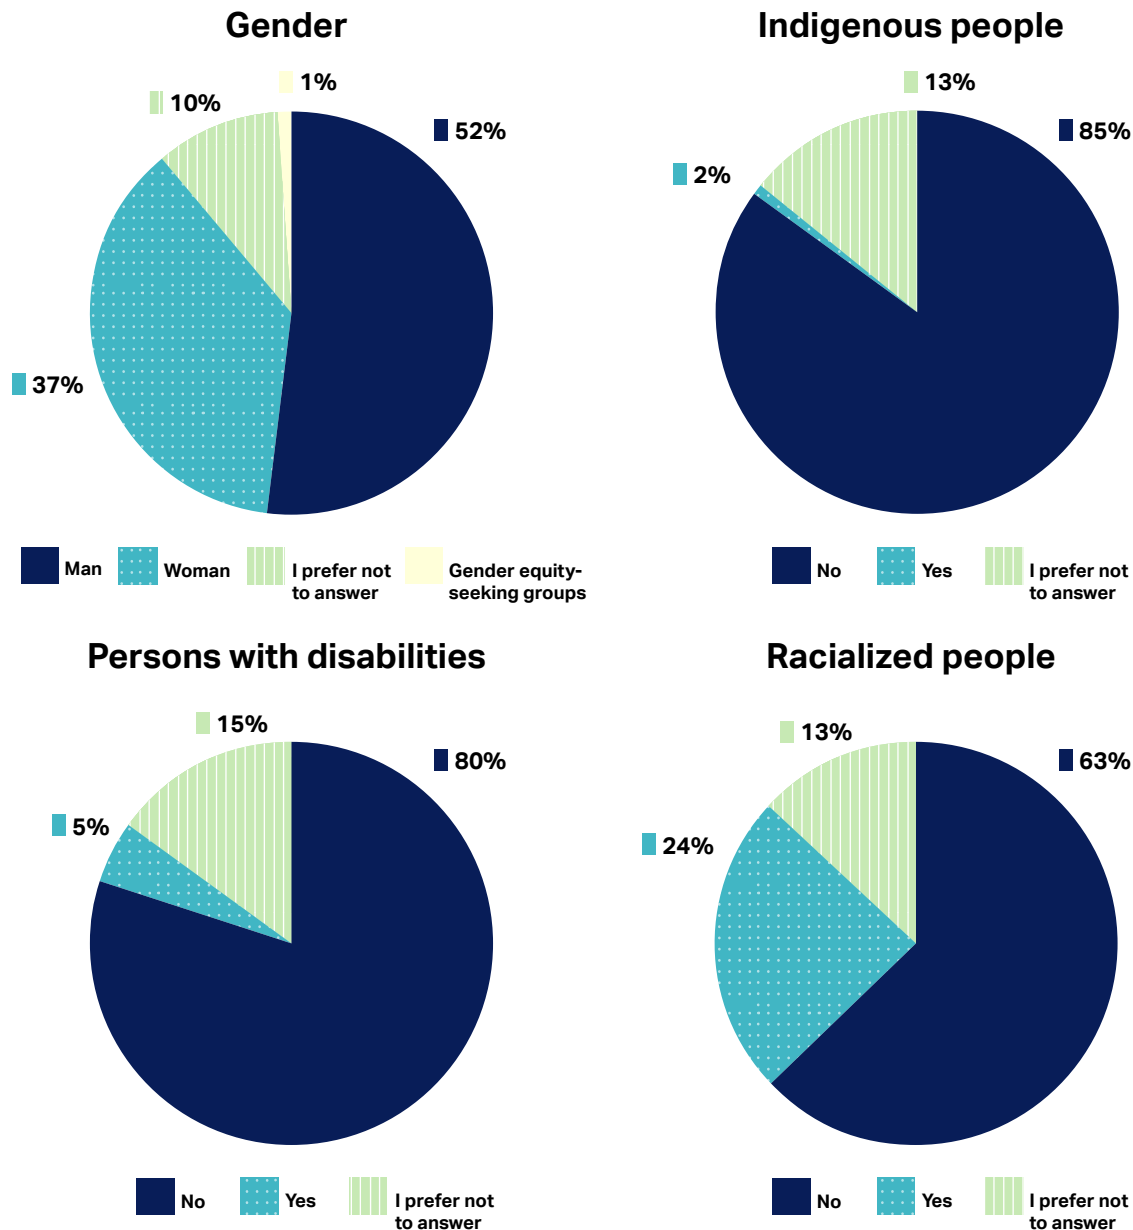 Gender
1%
10%
52%
37%
Man
Woman
I prefer not
to answer
Gender equity-
seeking groups
Indigenous people
13%
85%
2%
No
Yes
I prefer not
to answer
Persons with disabilities
15%
80%
5%
No
Yes
I prefer not
to answer
Racialized people
13%
63%
24%
No
Yes
I prefer not
to answer